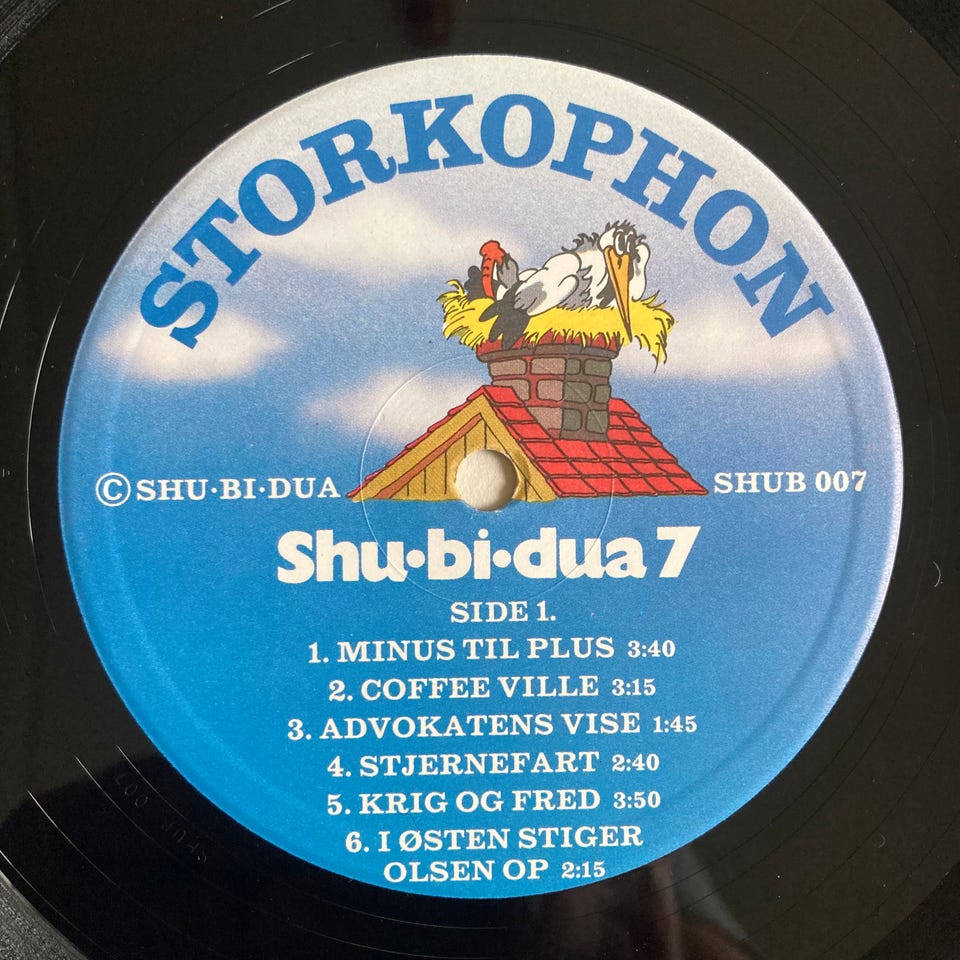 STORKOPHON
© SHU·BI·DUA
SHUB 007
Shu·bi·dua 7
SIDE 1.
1. MINUS TIL PLUS 3:40
2. COFFEE VILLE 3:15
3. ADVOKATENS VISE 1:45
4. STJERNEFART 2:40
5. KRIG OG FRED 3:50
6. I ØSTEN STIGER
OLSEN OP 2:15